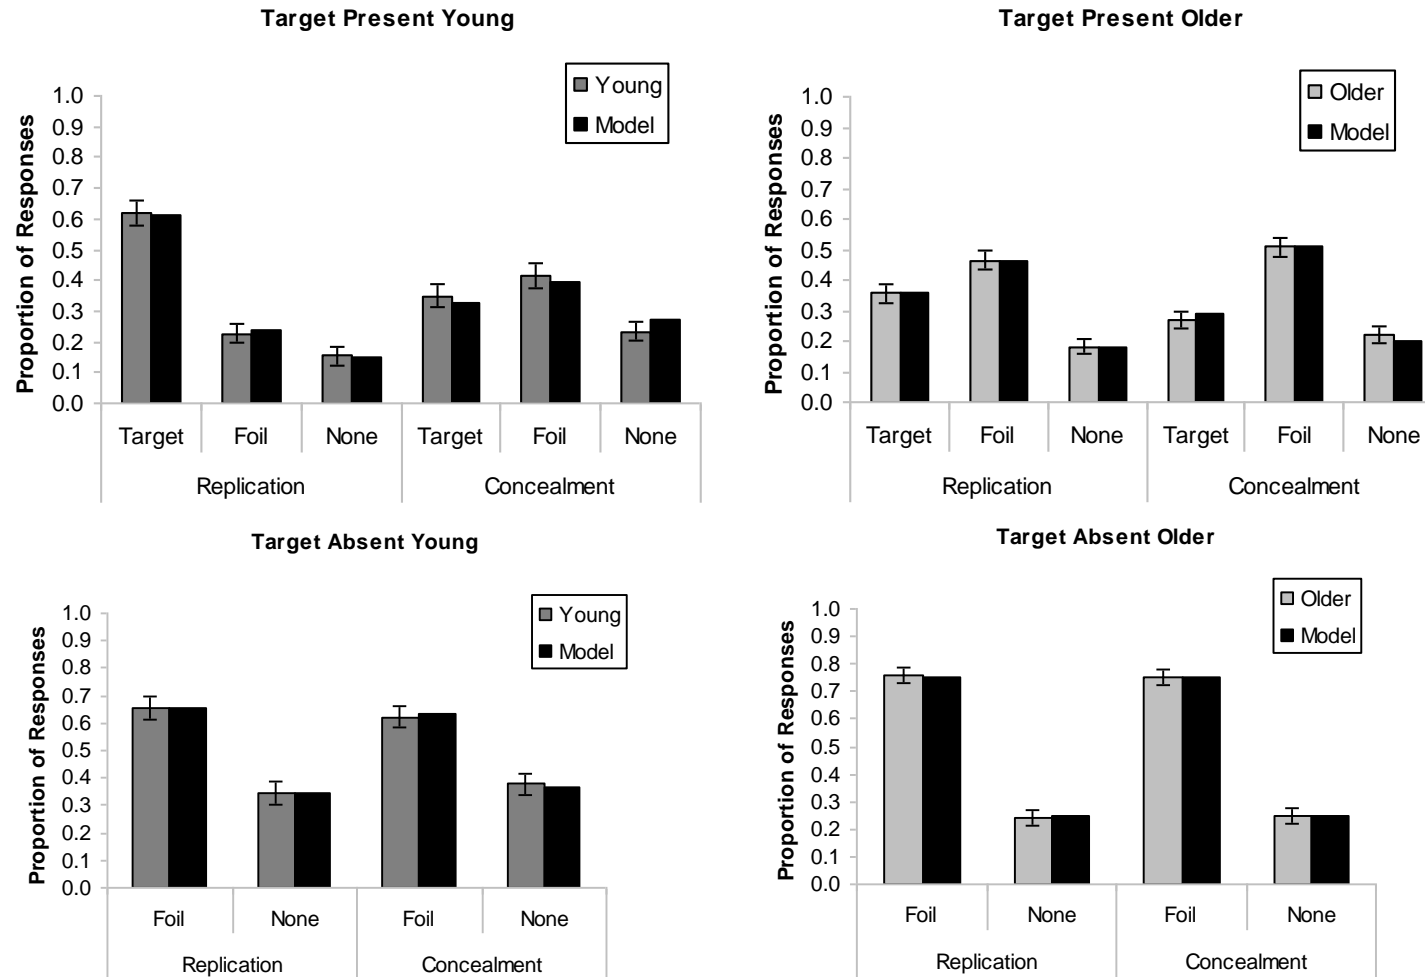 Target Present Young
Young
Model
Proportion of Responses
1.0
0.9
0.8
0.7
0.6
0.5
0.4
0.3
0.2
0.1
0.0
Target Foil None Target Foil None
Replication Concealment
Target Present Older
Older
Model
Proportion of Responses
1.0
0.9
0.8
0.7
0.6
0.5
0.4
0.3
0.2
0.1
0.0
Target Foil None Target Foil None
Replication Concealment
Target Absent Young
Young
Model
Proportion of Responses
1.0
0.9
0.8
0.7
0.6
0.5
0.4
0.3
0.2
0.1
0.0
Foil None Foil None
Replication Concealment
Target Absent Older
Older
Model
Proportion of Responses
1.0
0.9
0.8
0.7
0.6
0.5
0.4
0.3
0.2
0.1
0.0
Foil None Foil None
Replication Concealment